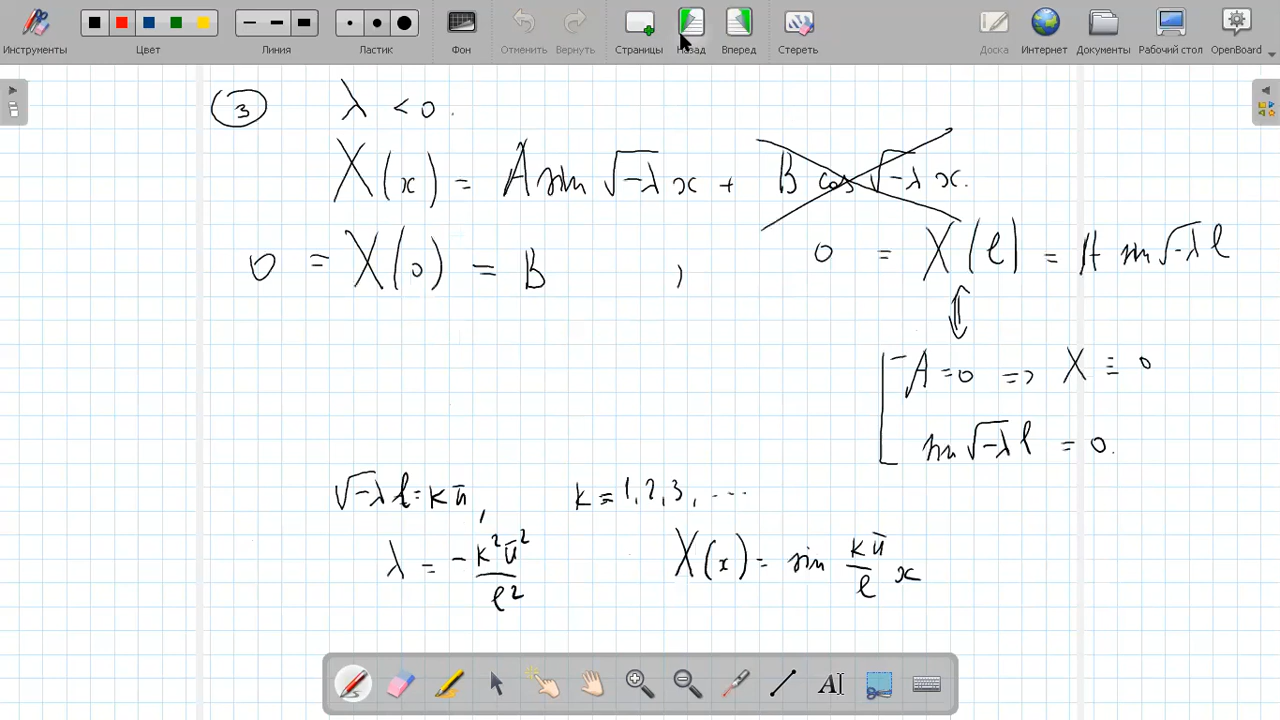 Инструменты Цвет Линия Ластик Фон Отменить Вернуть Страницы Назад Вперед Стереть Доска Интернет Документы Рабочий стол OpenBoard
3 λ < 0.
X(x) = A sin √-λ x + B cos √-λ x.
0 = X(0) = B , 0 = X(l) = A sin √-λ l
⇕
A = 0 => X ≡ 0
sin √-λ l = 0.
√-λ l = kπ, k = 1, 2, 3, ...
λ = -k²π²/l² X(x) = sin kπ/l x